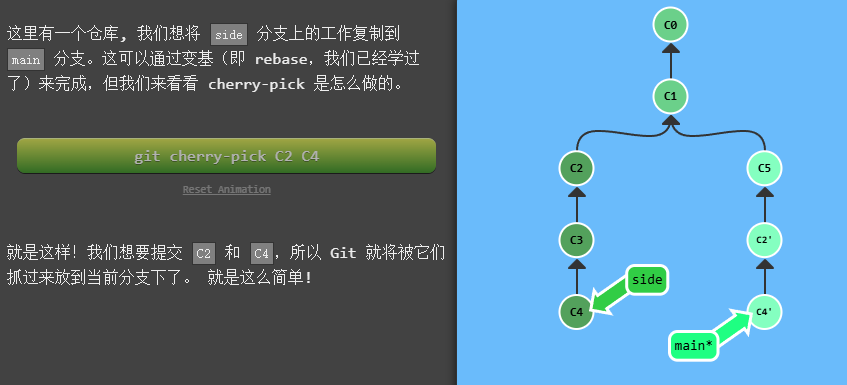 这里有一个仓库, 我们想将 side 分支上的工作复制到
main 分支。这可以通过变基（即 rebase，我们已经学过
了）来完成，但我们来看看 cherry-pick 是怎么做的。
git cherry-pick C2 C4
Reset Animation
就是这样！我们想要提交 C2 和 C4，所以 Git 就将被它们
抓过来放到当前分支下了。 就是这么简单!
C0
C1
C2
C5
C3
C2'
side
C4
C4'
main*